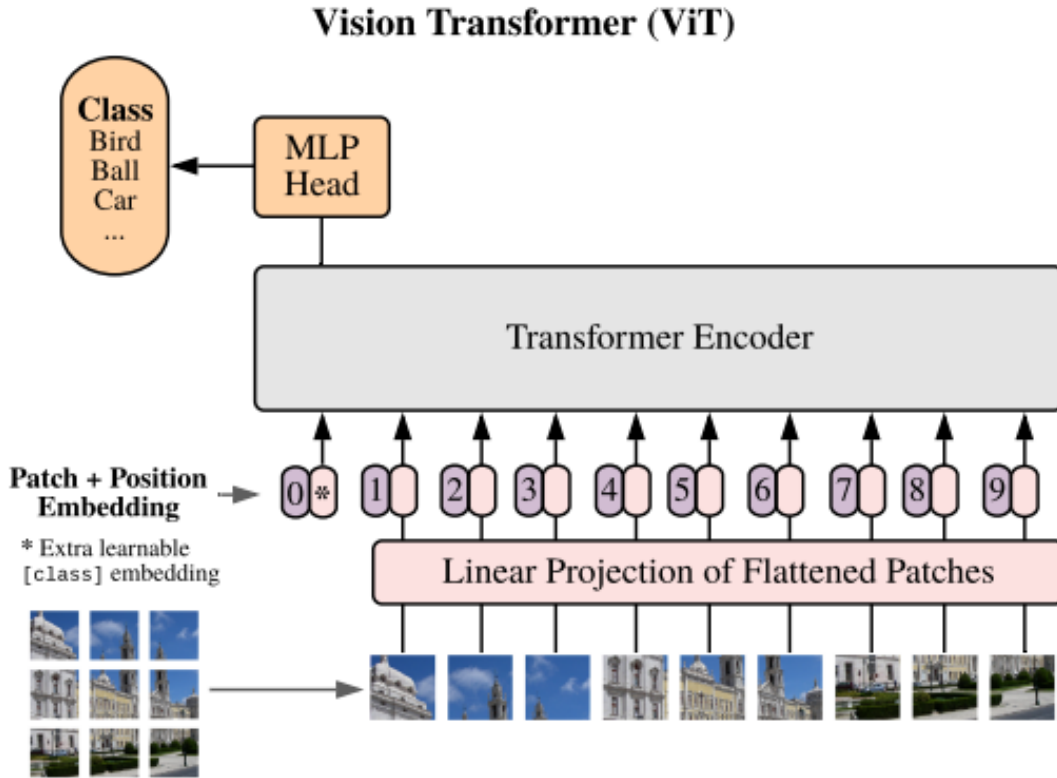 Vision Transformer (ViT)
Class
Bird
Ball
Car
...
MLP
Head
Transformer Encoder
Patch + Position
Embedding
0 * 1 2 3 4 5 6 7 8 9
* Extra learnable
[class] embedding
Linear Projection of Flattened Patches